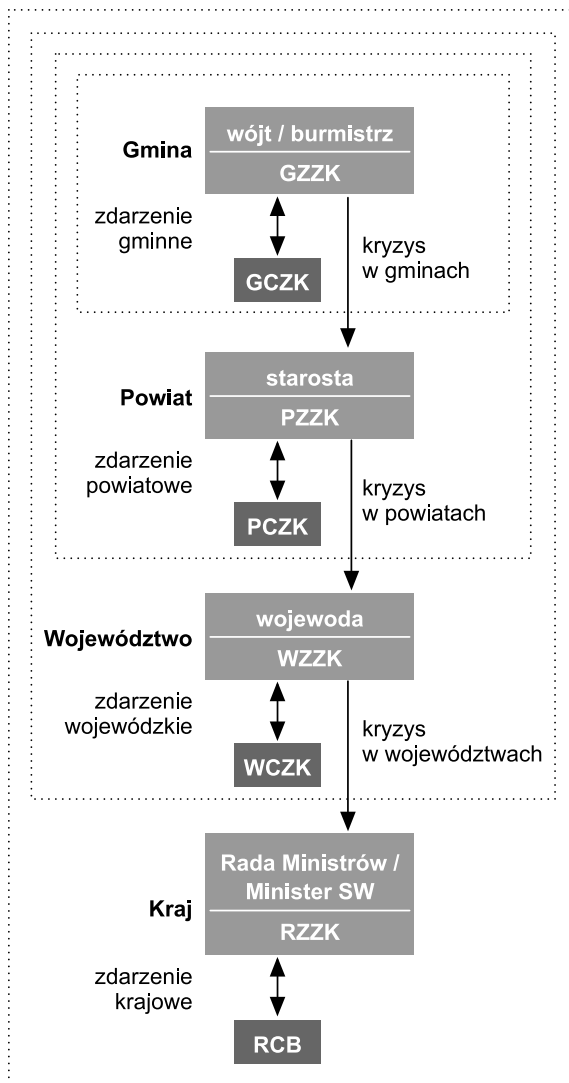 wójt / burmistrz
Gmina
GZZK
zdarzenie
gminne
kryzys
w gminach
GCZK
starosta
Powiat
PZZK
zdarzenie
powiatowe
kryzys
w powiatach
PCZK
wojewoda
Województwo
WZZK
zdarzenie
wojewódzkie
kryzys
w województwach
WCZK
Rada Ministrów /
Minister SW
Kraj
RZZK
zdarzenie
krajowe
RCB